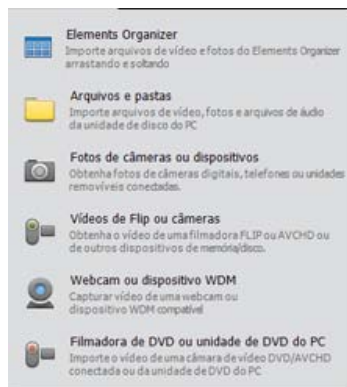 Elements Organizer
Importe arquivos de vídeo e fotos do Elements Organizer
arrastando e soltando
Arquivos e pastas
Importe arquivos de vídeo, fotos e arquivos de áudio
da unidade de disco do PC
Fotos de câmeras ou dispositivos
Obtenha fotos de câmeras digitais, telefones ou unidades
removíveis conectadas.
Vídeos de Flip ou câmeras
Obtenha o vídeo de uma filmadora FLIP ou AVCHD ou
de outros dispositivos de memória/disco.
Webcam ou dispositivo WDM
Capturar vídeo de uma webcam ou
dispositivo WDM compatível
Filmadora de DVD ou unidade de DVD do PC
Importe o vídeo de uma câmara de vídeo DVD/AVCHD
conectada ou da unidade de DVD do PC